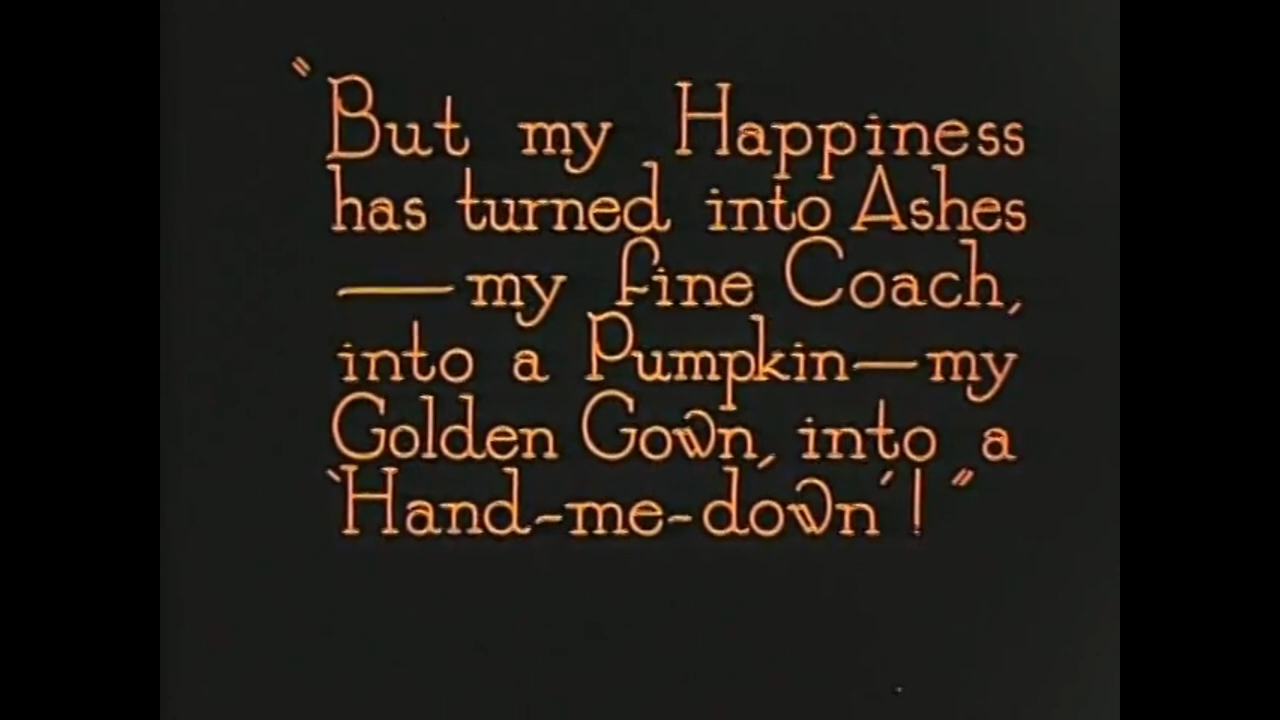 "But my Happiness
has turned into Ashes
—my fine Coach,
into a Pumpkin—my
Golden Gown, into a
'Hand-me-down'!"